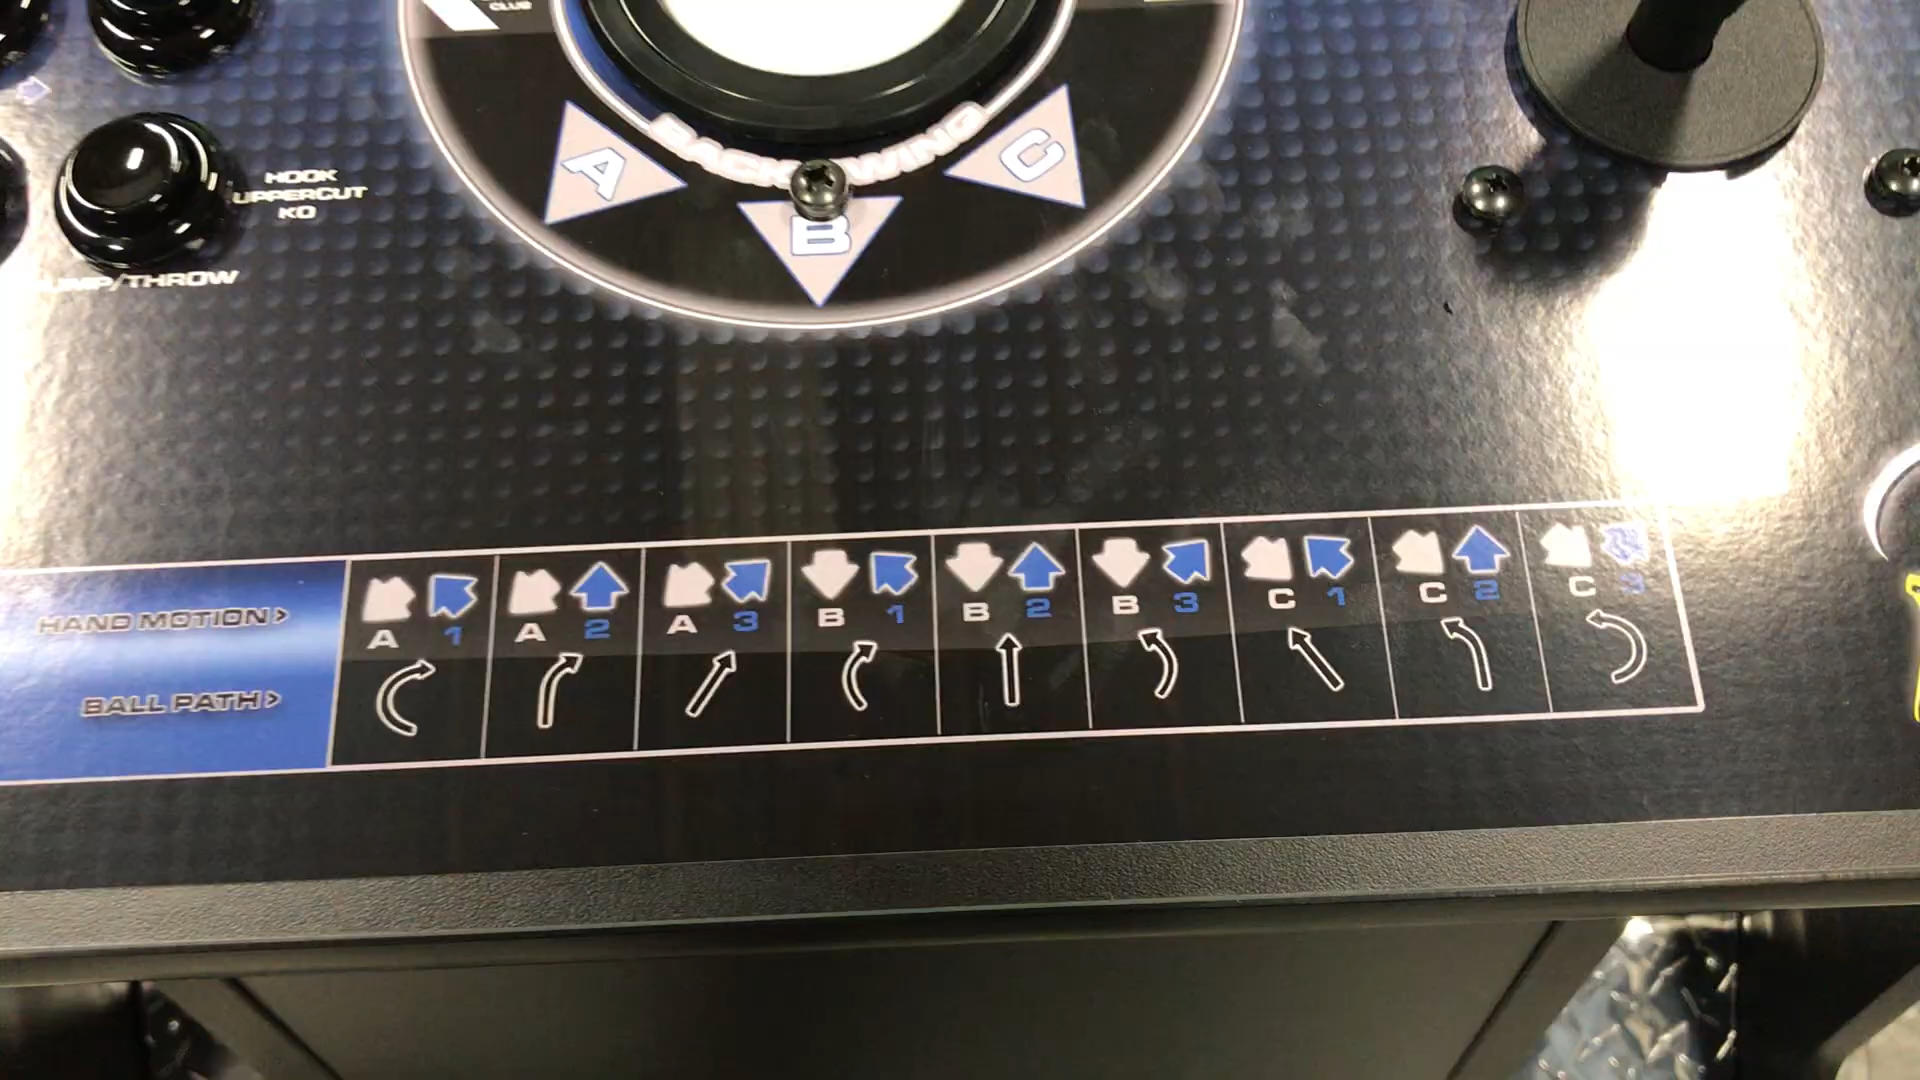 CLUB
HOOK
UPPERCUT
KO
JUMP/THROW
BACKSWING
A
B
C
HAND MOTION>
A 1 A 2 A 3 B 1 B 2 B 3 C 1 C 2 C 3
BALL PATH>